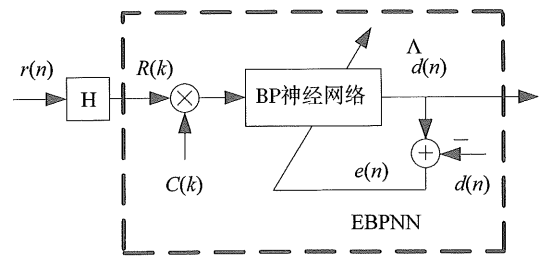 Λ
r(n)
R(k)
d(n)
H
×
BP神经网络
−
+
C(k)
e(n)
d(n)
EBPNN